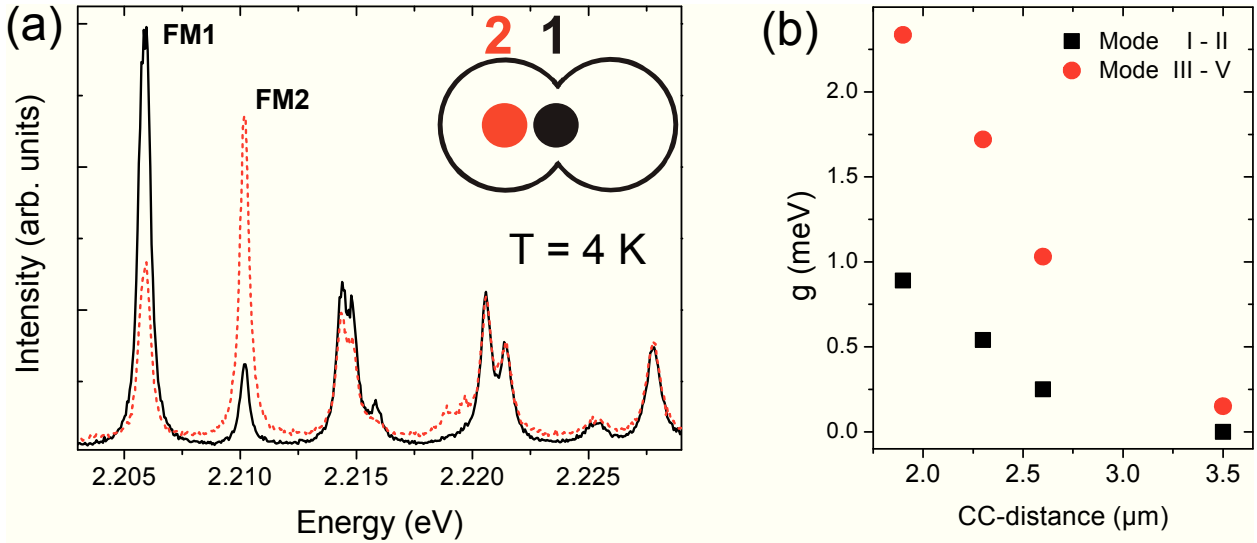 (a)
FM1
FM2
2 1
T = 4 K
Intensity (arb. units)
2.205 2.210 2.215 2.220 2.225
Energy (eV)
(b)
Mode I - II
Mode III - V
g (meV)
2.0
1.5
1.0
0.5
0.0
2.0 2.5 3.0 3.5
CC-distance (µm)